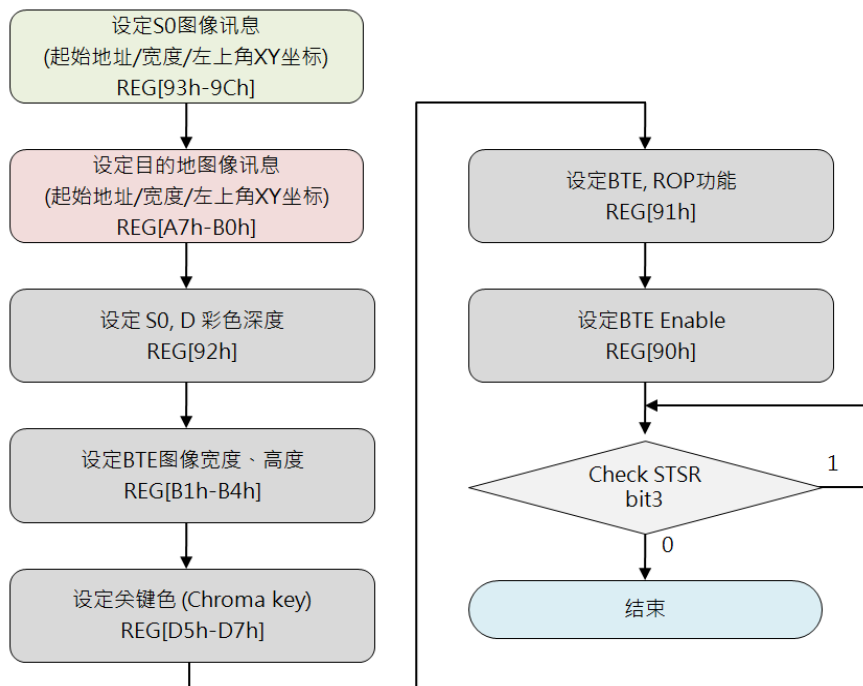 设定S0图像讯息
(起始地址/宽度/左上角XY坐标)
REG[93h-9Ch]
设定目的地图像讯息
(起始地址/宽度/左上角XY坐标)
REG[A7h-B0h]
设定 S0, D 彩色深度
REG[92h]
设定BTE图像宽度、高度
REG[B1h-B4h]
设定关键色 (Chroma key)
REG[D5h-D7h]
设定BTE, ROP功能
REG[91h]
设定BTE Enable
REG[90h]
Check STSR
bit3
1
0
结束